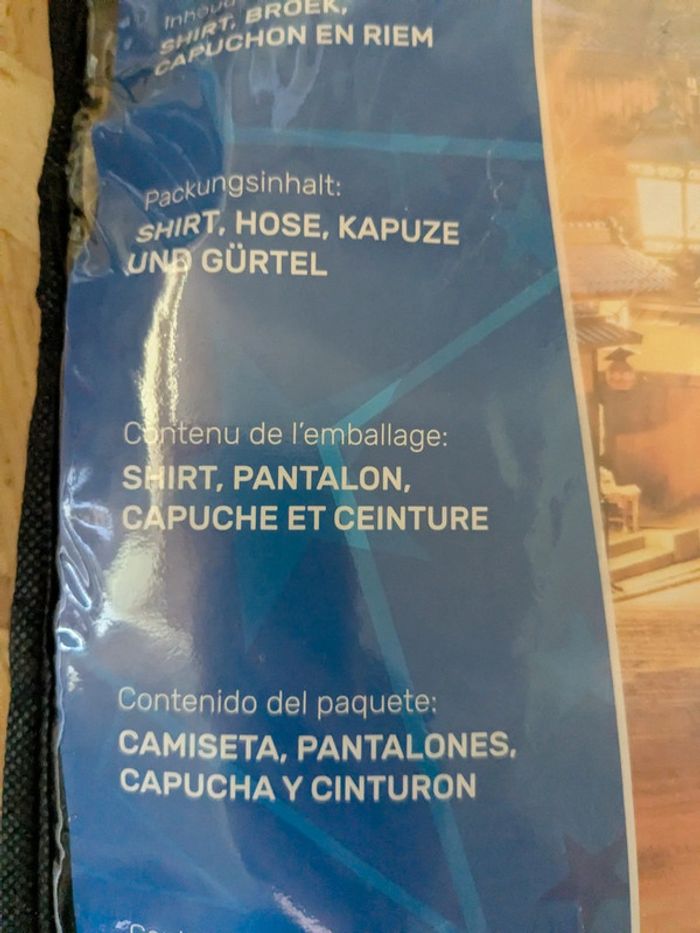 Inhoud
SHIRT, BROEK,
CAPUCHON EN RIEM
Packungsinhalt:
SHIRT, HOSE, KAPUZE
UND GÜRTEL
Contenu de l'emballage:
SHIRT, PANTALON,
CAPUCHE ET CEINTURE
Contenido del paquete:
CAMISETA, PANTALONES,
CAPUCHA Y CINTURON